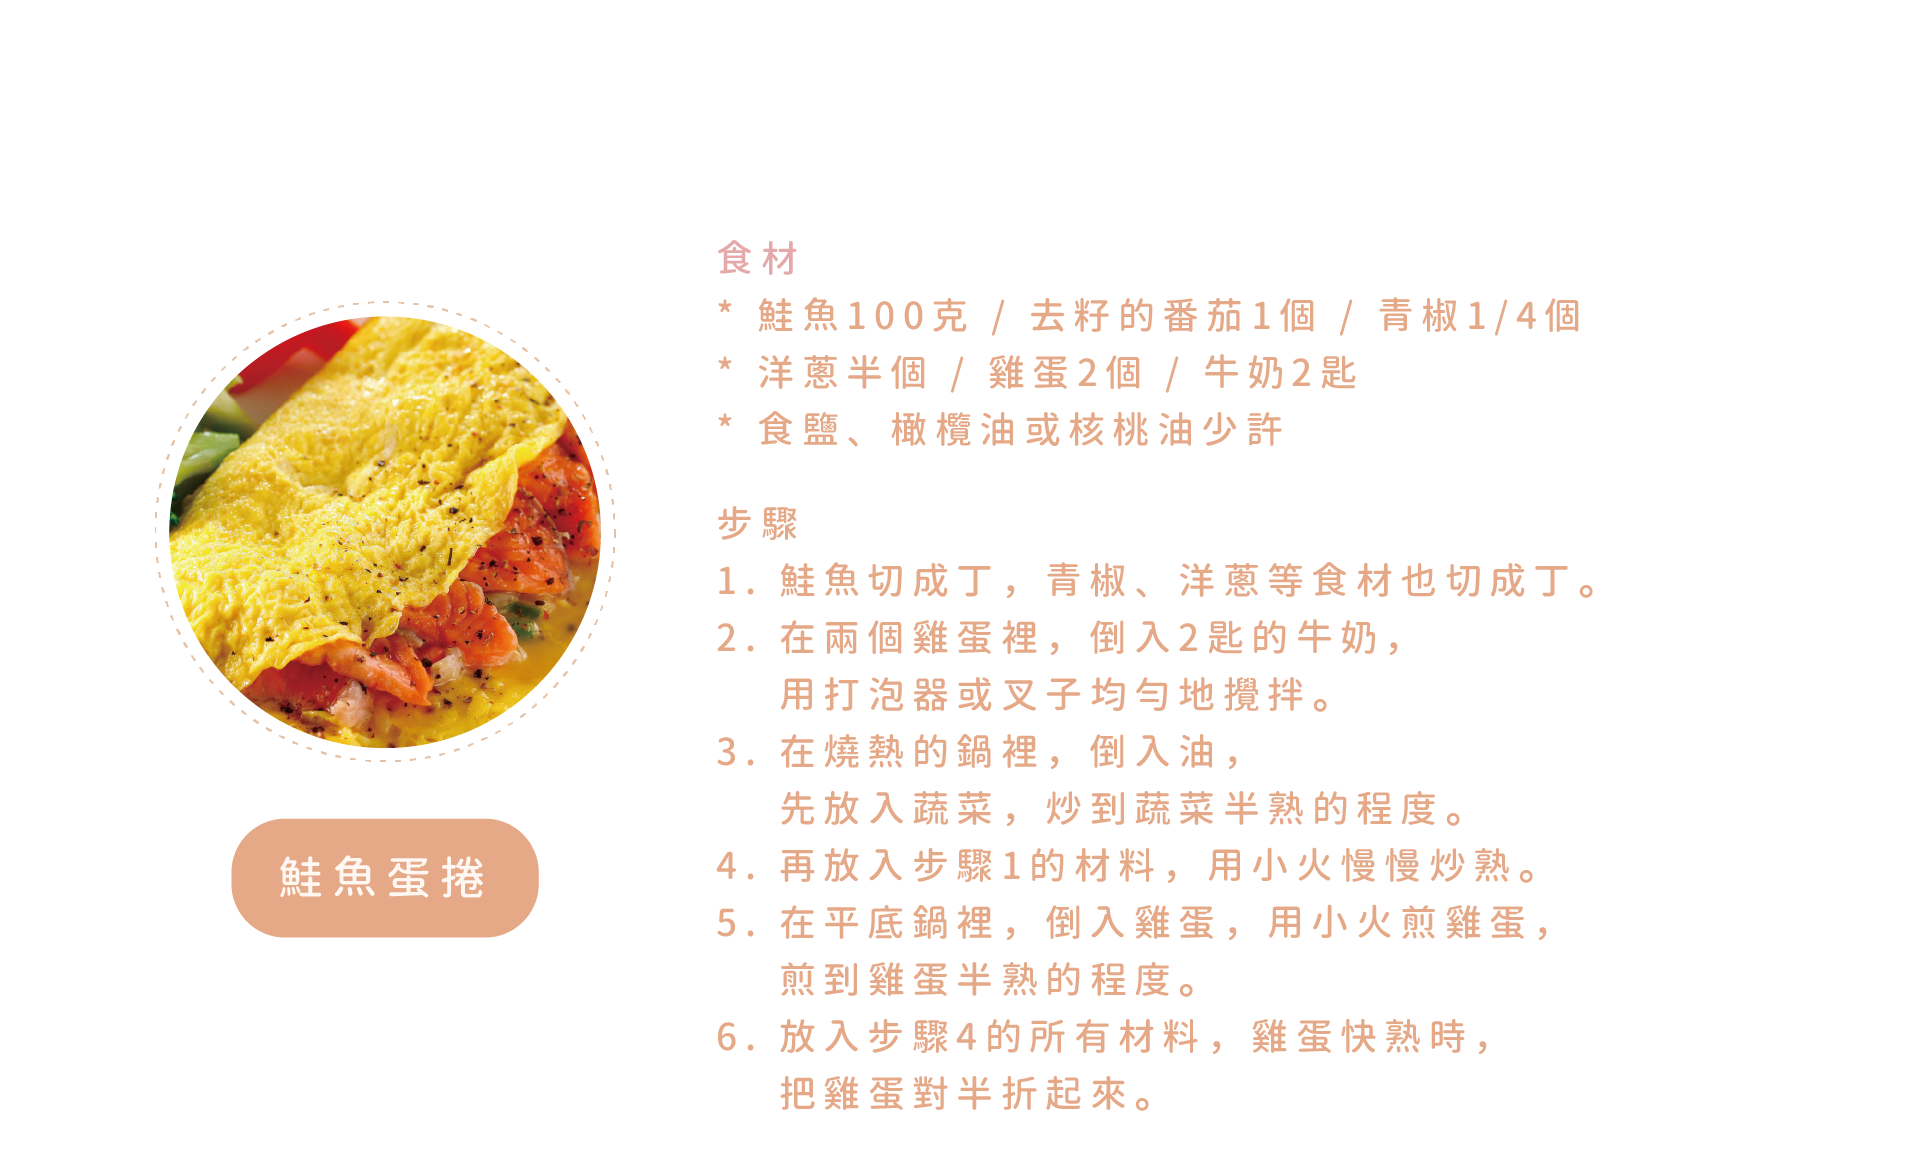 食材
* 鮭魚100克 / 去籽的番茄1個 / 青椒1/4個
* 洋蔥半個 / 雞蛋2個 / 牛奶2匙
* 食鹽、橄欖油或核桃油少許
步驟
1. 鮭魚切成丁，青椒、洋蔥等食材也切成丁。
2. 在兩個雞蛋裡，倒入2匙的牛奶，
用打泡器或叉子均勻地攪拌。
3. 在燒熱的鍋裡，倒入油，
先放入蔬菜，炒到蔬菜半熟的程度。
4. 再放入步驟1的材料，用小火慢慢炒熟。
5. 在平底鍋裡，倒入雞蛋，用小火煎雞蛋，
煎到雞蛋半熟的程度。
6. 放入步驟4的所有材料，雞蛋快熟時，
把雞蛋對半折起來。
鮭魚蛋捲